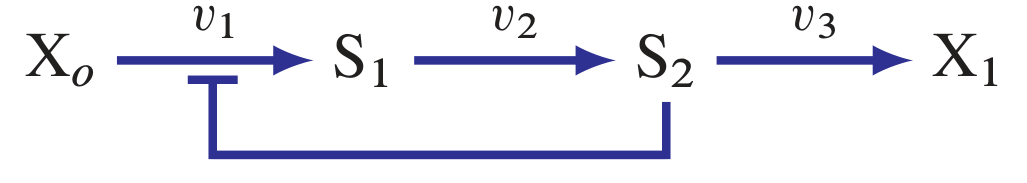 v₁ v₂ v₃
Xₒ S₁ S₂ X₁